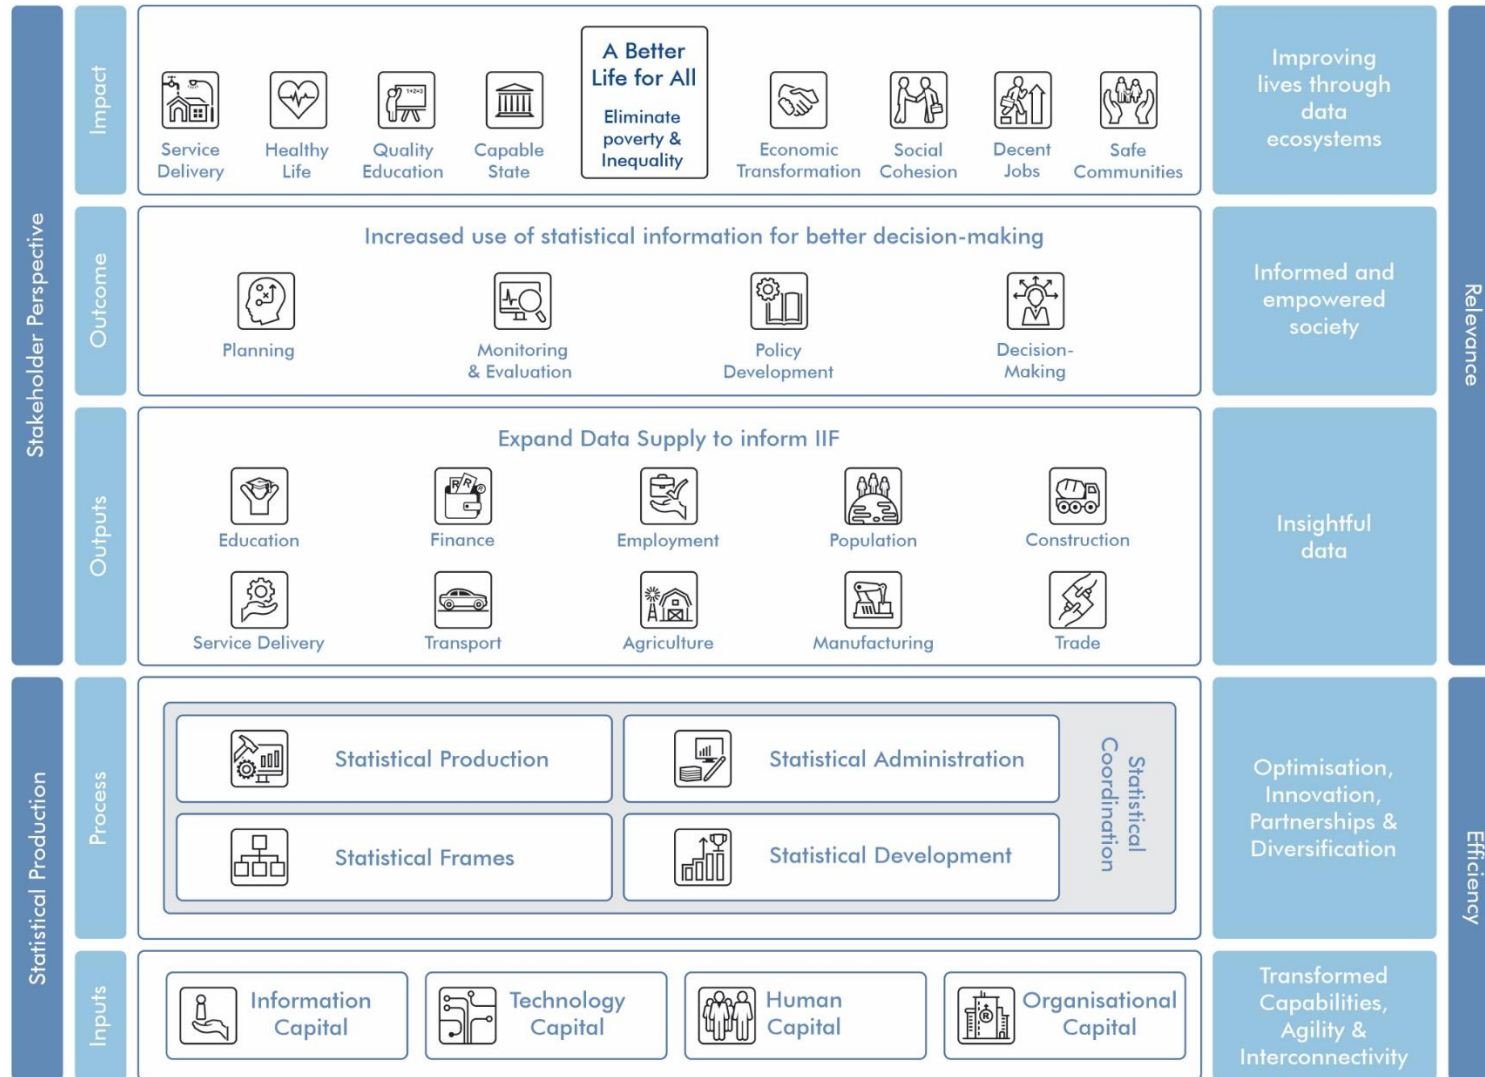 Stakeholder Perspective
Impact
Service
Delivery
Healthy
Life
1+2=3
Quality
Education
Capable
State
A Better
Life for All
Eliminate
poverty &
Inequality
Economic
Transformation
Social
Cohesion
Decent
Jobs
Safe
Communities
Improving
lives through
data
ecosystems
Relevance
Outcome
Increased use of statistical information for better decision-making
Planning
Monitoring
& Evaluation
Policy
Development
Decision-
Making
Informed and
empowered
society
Outputs
Expand Data Supply to inform IIF
Education
R R R
Finance
Employment
Population
Construction
Service Delivery
Transport
Agriculture
Manufacturing
Trade
Insightful
data
Statistical Production
Process
Statistical Production
Statistical Administration
Statistical Frames
Statistical Development
Statistical
Coordination
Optimisation,
Innovation,
Partnerships &
Diversification
Efficiency
Inputs
Information
Capital
Technology
Capital
Human
Capital
Organisational
Capital
Transformed
Capabilities,
Agility &
Interconnectivity